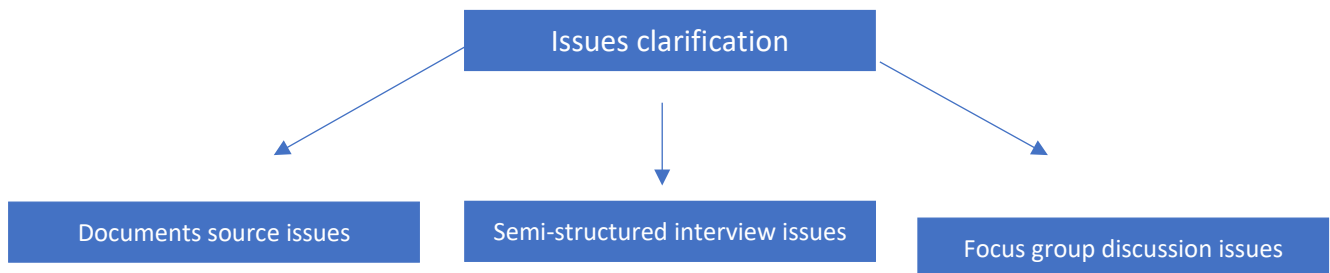 Issues clarification
Documents source issues
Semi-structured interview issues
Focus group discussion issues